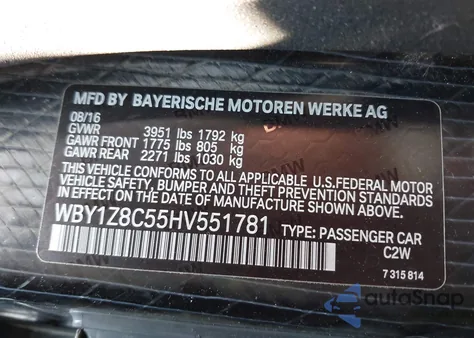 MFD BY BAYERISCHE MOTOREN WERKE AG
08/16
GVWR 3951 lbs 1792 kg
GAWR FRONT 1775 lbs 805 kg
GAWR REAR 2271 lbs 1030 kg
THIS VEHICLE CONFORMS TO ALL APPLICABLE U.S.FEDERAL MOTOR
VEHICLE SAFETY, BUMPER AND THEFT PREVENTION STANDARDS
IN EFFECT ON THE DATE OF MANUFACTURE SHOWN ABOVE.
WBY1Z8C55HV551781 TYPE: PASSENGER CAR
C2W
7 315 814
autoSnap